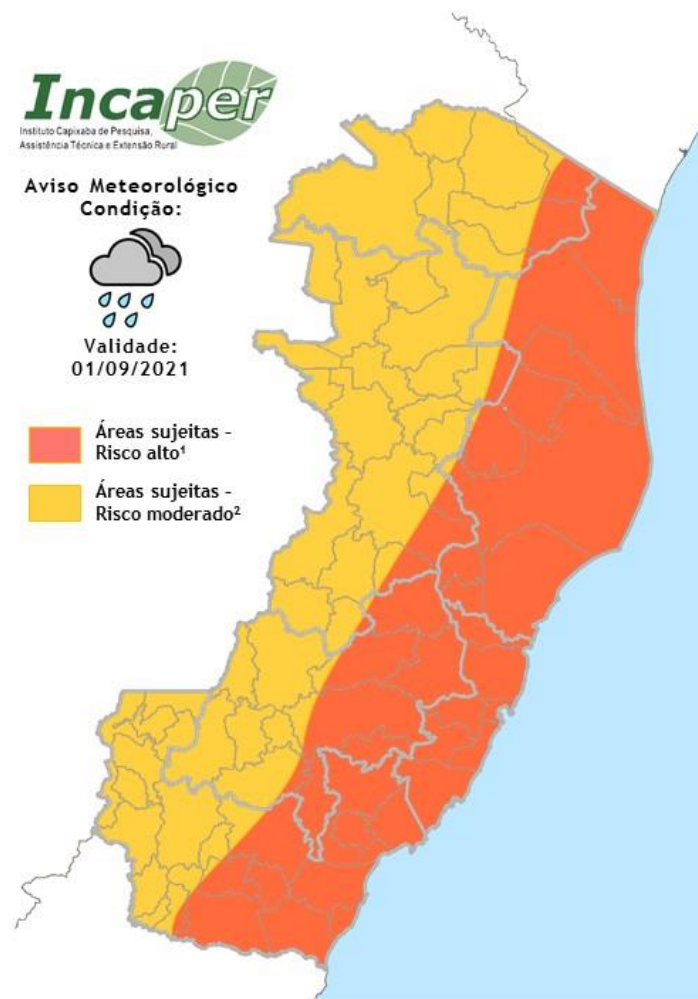 Incaper
Instituto Capixaba de Pesquisa,
Assistência Técnica e Extensão Rural
Aviso Meteorológico
Condição:
Validade:
01/09/2021
Áreas sujeitas -
Risco alto¹
Áreas sujeitas -
Risco moderado²